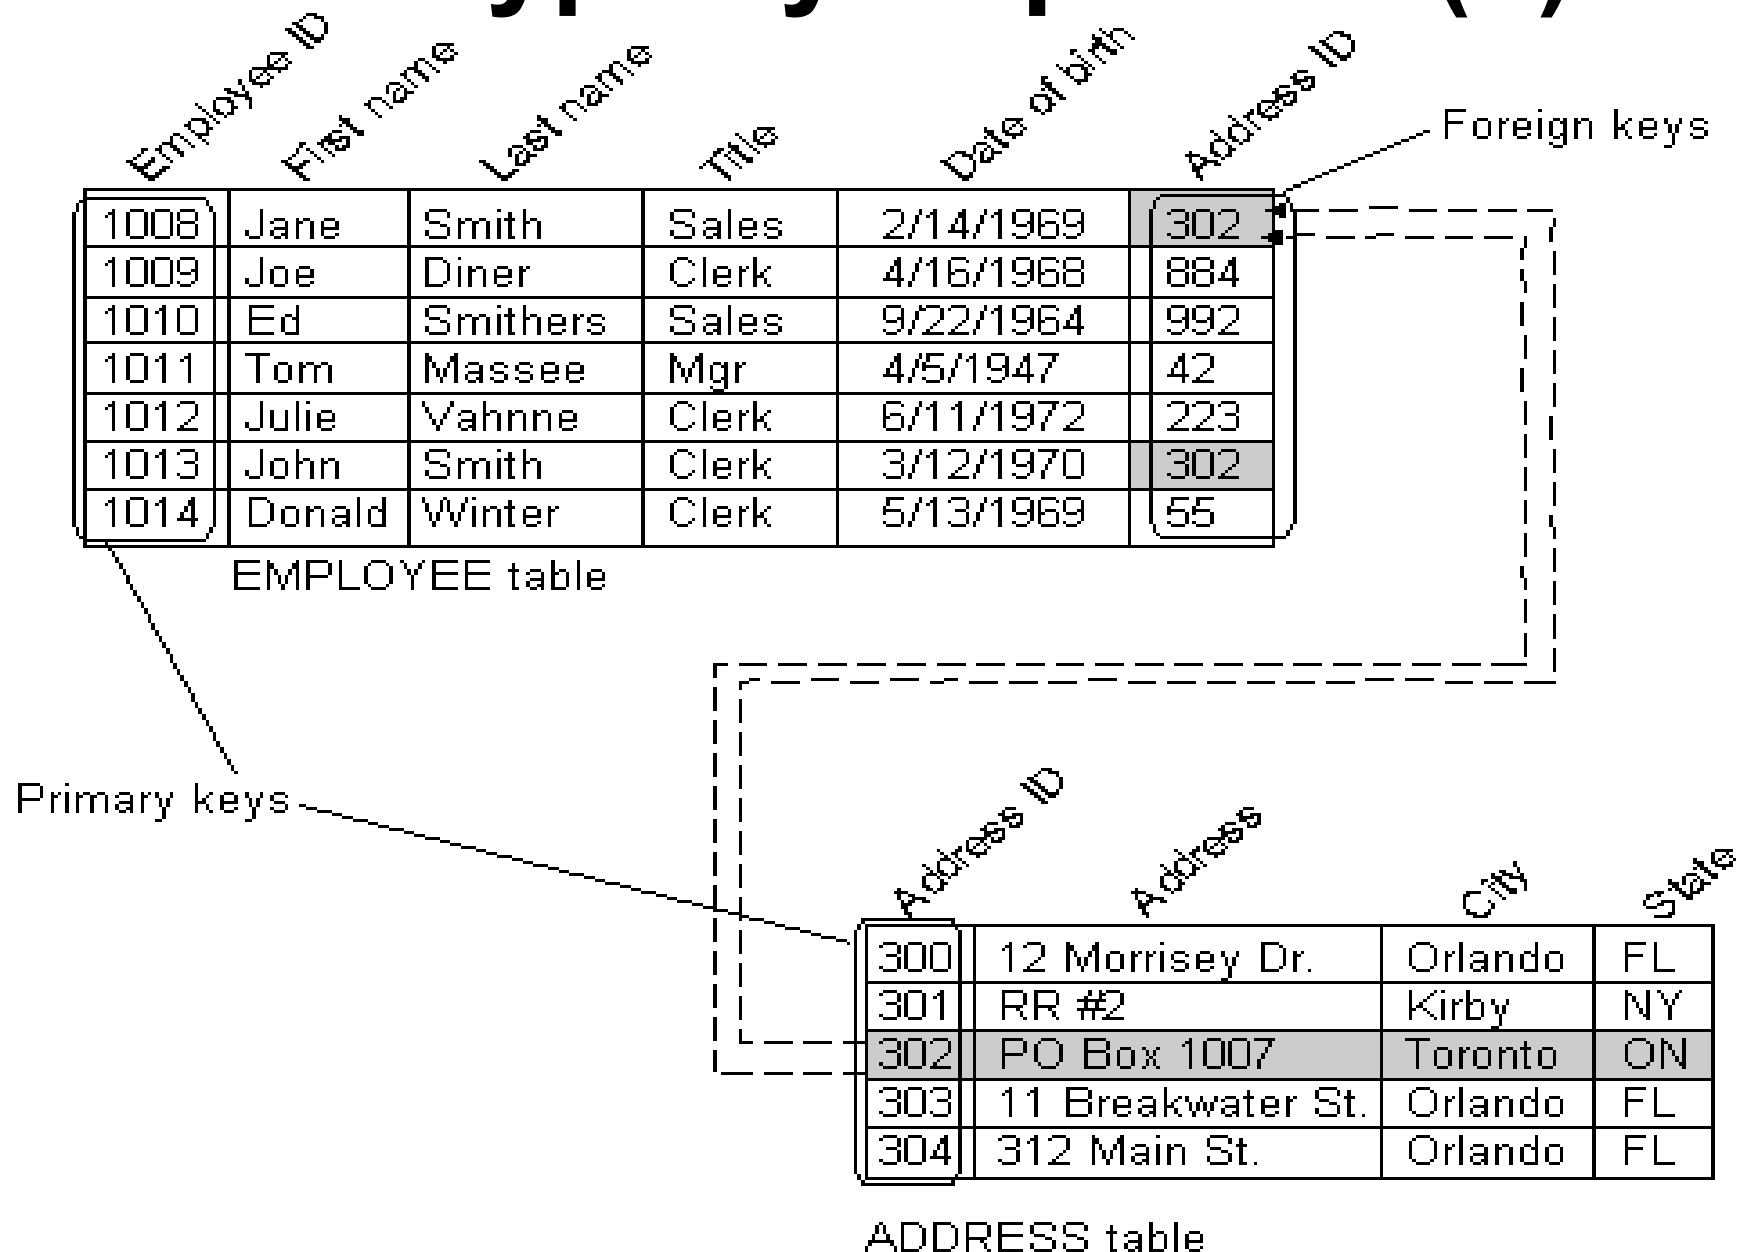 Employee ID First name Last name Title Date of birth Address ID
Foreign keys
1008 Jane Smith Sales 2/14/1969 302
1009 Joe Diner Clerk 4/16/1968 884
1010 Ed Smithers Sales 9/22/1964 992
1011 Tom Massee Mgr 4/5/1947 42
1012 Julie Vahnne Clerk 6/11/1972 223
1013 John Smith Clerk 3/12/1970 302
1014 Donald Winter Clerk 5/13/1969 55
EMPLOYEE table
Primary keys
Address ID Address City State
300 12 Morrisey Dr. Orlando FL
301 RR #2 Kirby NY
302 PO Box 1007 Toronto ON
303 11 Breakwater St. Orlando FL
304 312 Main St. Orlando FL
ADDRESS table